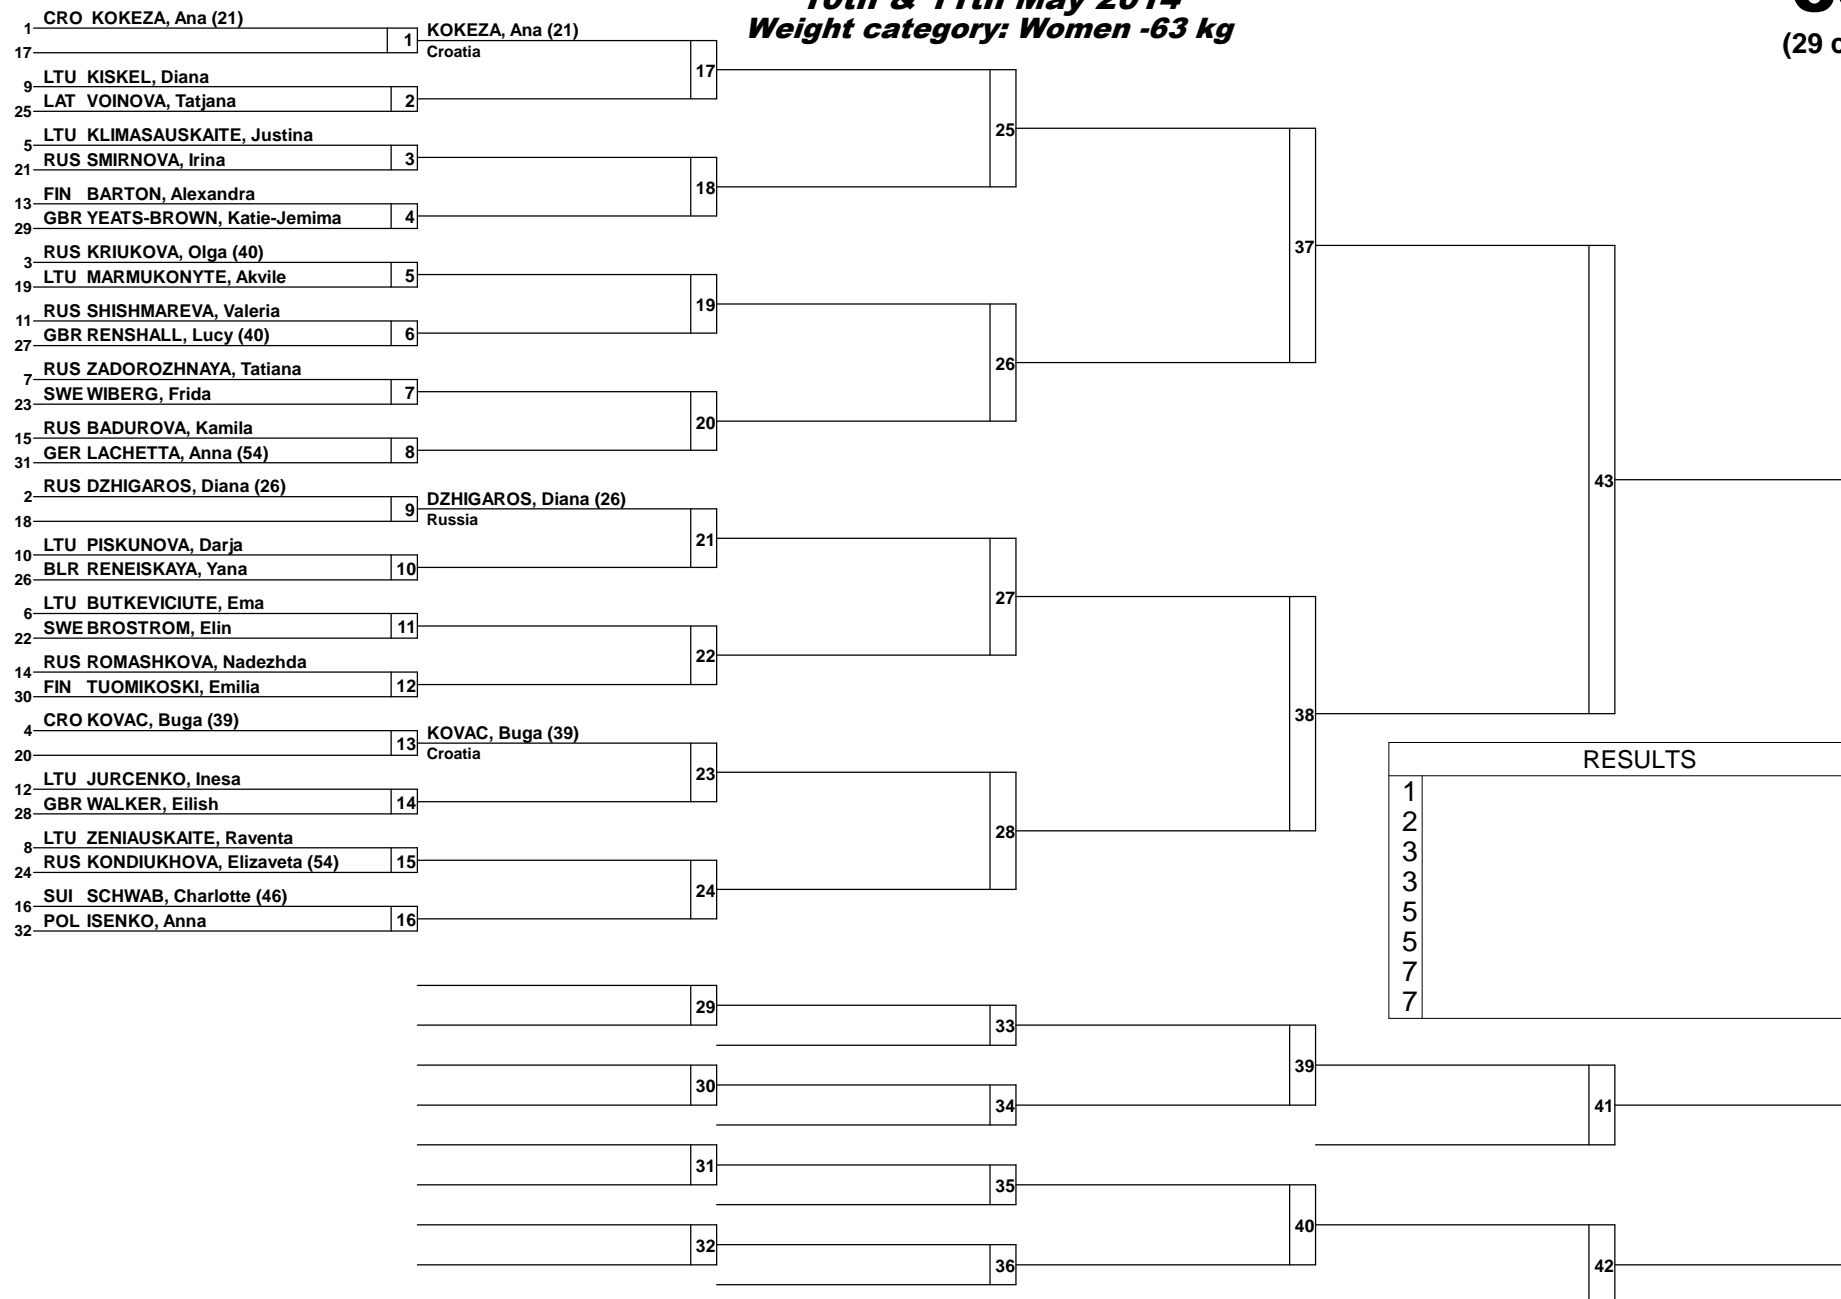 10th & 11th May 2014
Weight category: Women -63 kg
(29 c
1 CRO KOKEZA, Ana (21)
17
1
KOKEZA, Ana (21)
Croatia
9 LTU KISKEL, Diana
25 LAT VOINOVA, Tatjana
2
17
5 LTU KLIMASAUSKAITE, Justina
21 RUS SMIRNOVA, Irina
3
13 FIN BARTON, Alexandra
29 GBR YEATS-BROWN, Katie-Jemima
4
18
25
3 RUS KRIUKOVA, Olga (40)
19 LTU MARMUKONYTE, Akvile
5
11 RUS SHISHMAREVA, Valeria
27 GBR RENSHALL, Lucy (40)
6
19
7 RUS ZADOROZHNAYA, Tatiana
23 SWE WIBERG, Frida
7
15 RUS BADUROVA, Kamila
31 GER LACHETTA, Anna (54)
8
20
26
37
2 RUS DZHIGAROS, Diana (26)
18
9
DZHIGAROS, Diana (26)
Russia
10 LTU PISKUNOVA, Darja
26 BLR RENEISKAYA, Yana
10
21
6 LTU BUTKEVICIUTE, Ema
22 SWE BROSTROM, Elin
11
14 RUS ROMASHKOVA, Nadezhda
30 FIN TUOMIKOSKI, Emilia
12
22
27
4 CRO KOVAC, Buga (39)
20
13
KOVAC, Buga (39)
Croatia
12 LTU JURCENKO, Inesa
28 GBR WALKER, Eilish
14
23
8 LTU ZENIAUSKAITE, Raventa
24 RUS KONDIUKHOVA, Elizaveta (54)
15
16 SUI SCHWAB, Charlotte (46)
32 POL ISENKO, Anna
16
24
28
38
43
RESULTS
1
2
3
3
5
5
7
7
29
33
30
34
39
41
31
35
32
36
40
42